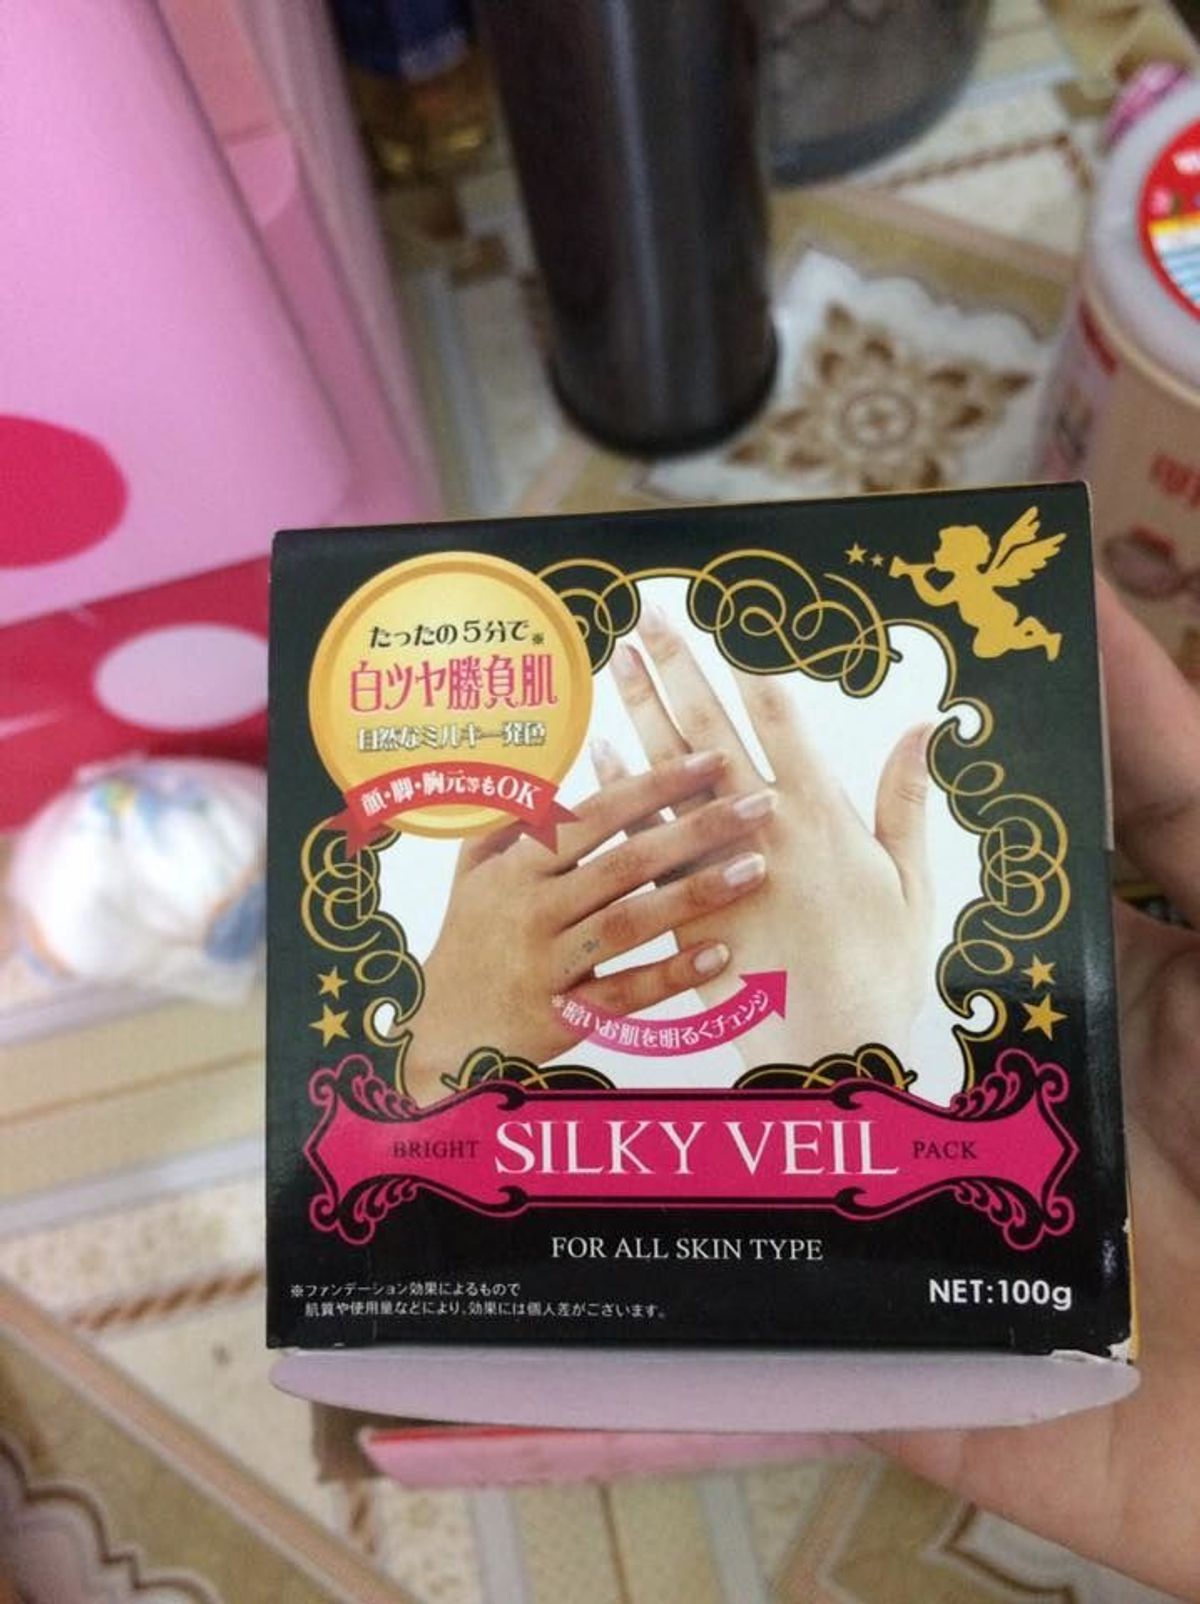 たったの5分で※
白ツヤ勝負肌
自然なミルキー発色
顔・脚・胸元等もOK
※暗いお肌を明るくチェンジ
BRIGHT SILKY VEIL PACK
FOR ALL SKIN TYPE
※ファンデーション効果によるもので
肌質や使用量などにより、効果には個人差がございます。
NET:100g